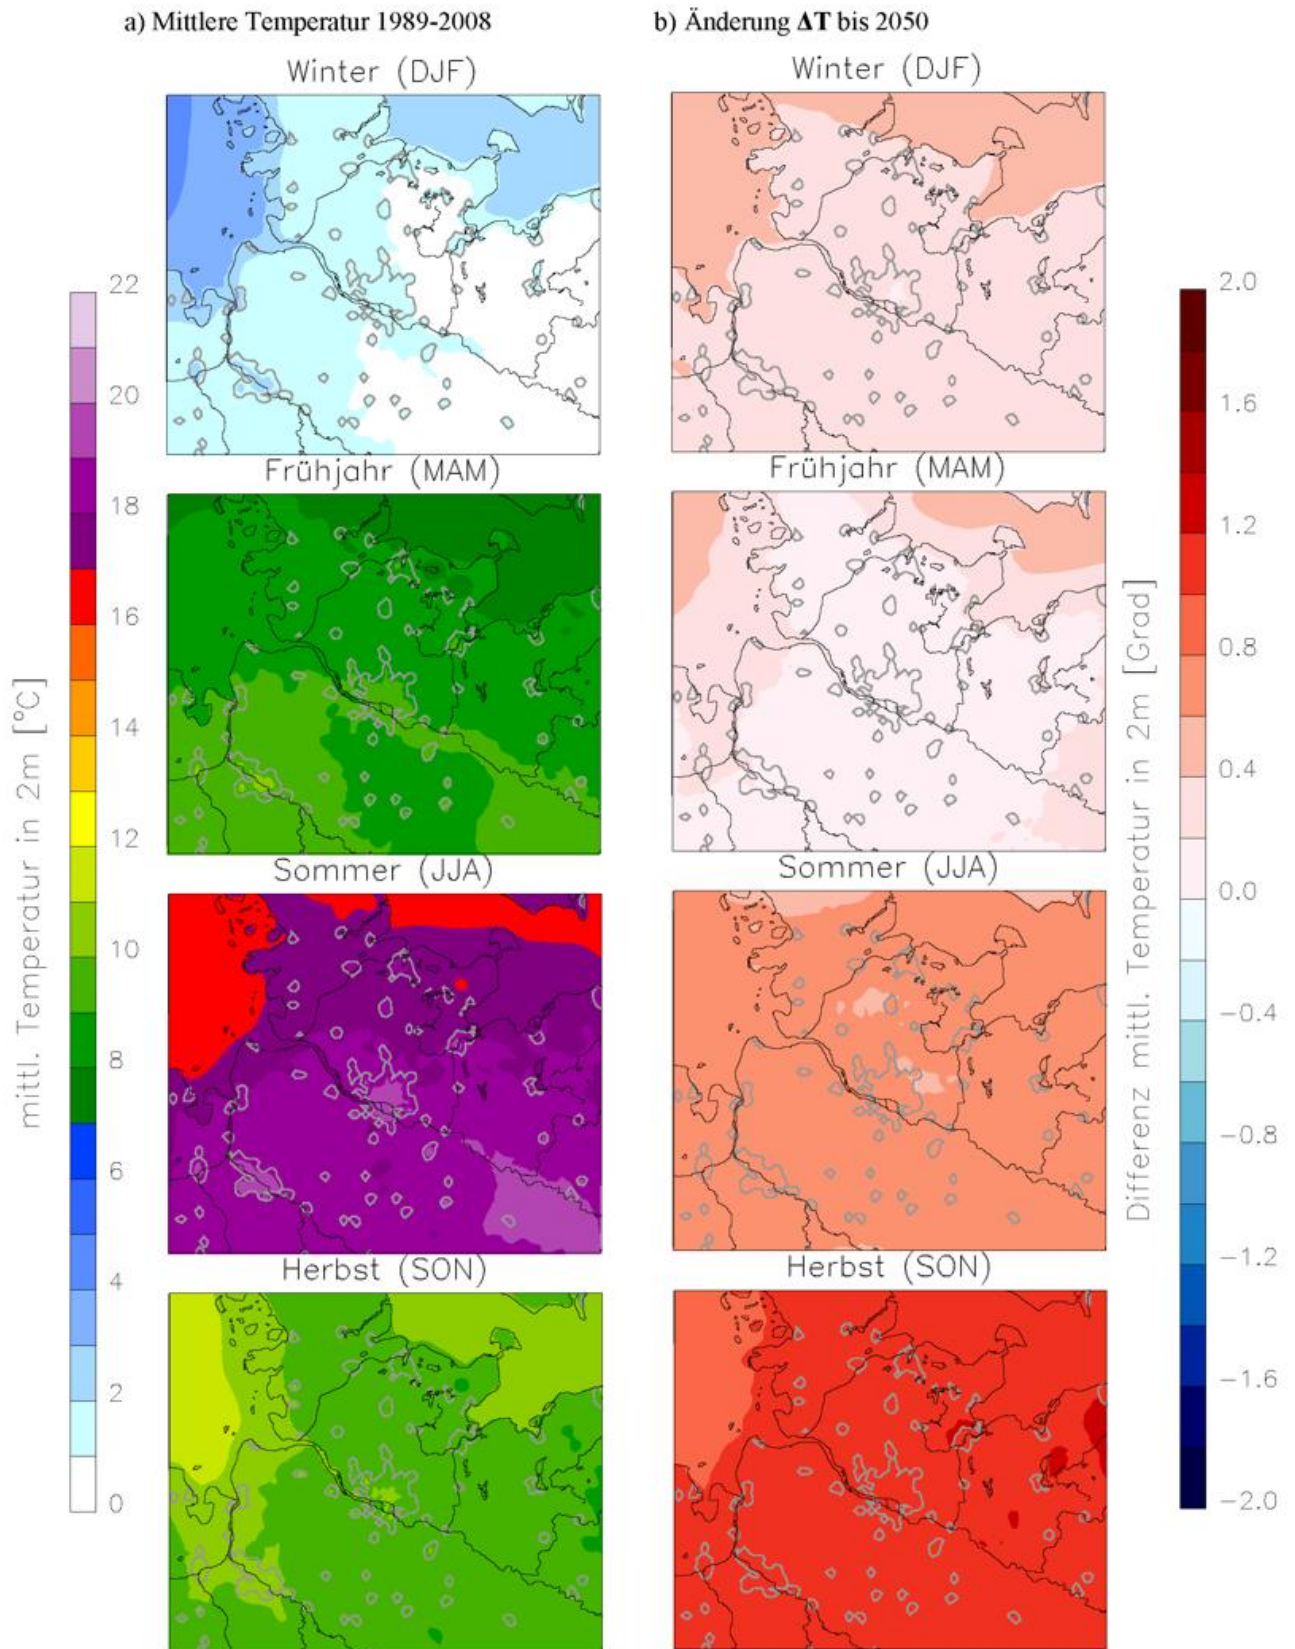 a) Mittlere Temperatur 1989-2008
b) Änderung ΔT bis 2050
Winter (DJF)
Winter (DJF)
Frühjahr (MAM)
Frühjahr (MAM)
Sommer (JJA)
Sommer (JJA)
Herbst (SON)
Herbst (SON)
mittl. Temperatur in 2m [°C]
22
20
18
16
14
12
10
8
6
4
2
0
Differenz mittl. Temperatur in 2m [Grad]
2.0
1.6
1.2
0.8
0.4
0.0
−0.4
−0.8
−1.2
−1.6
−2.0